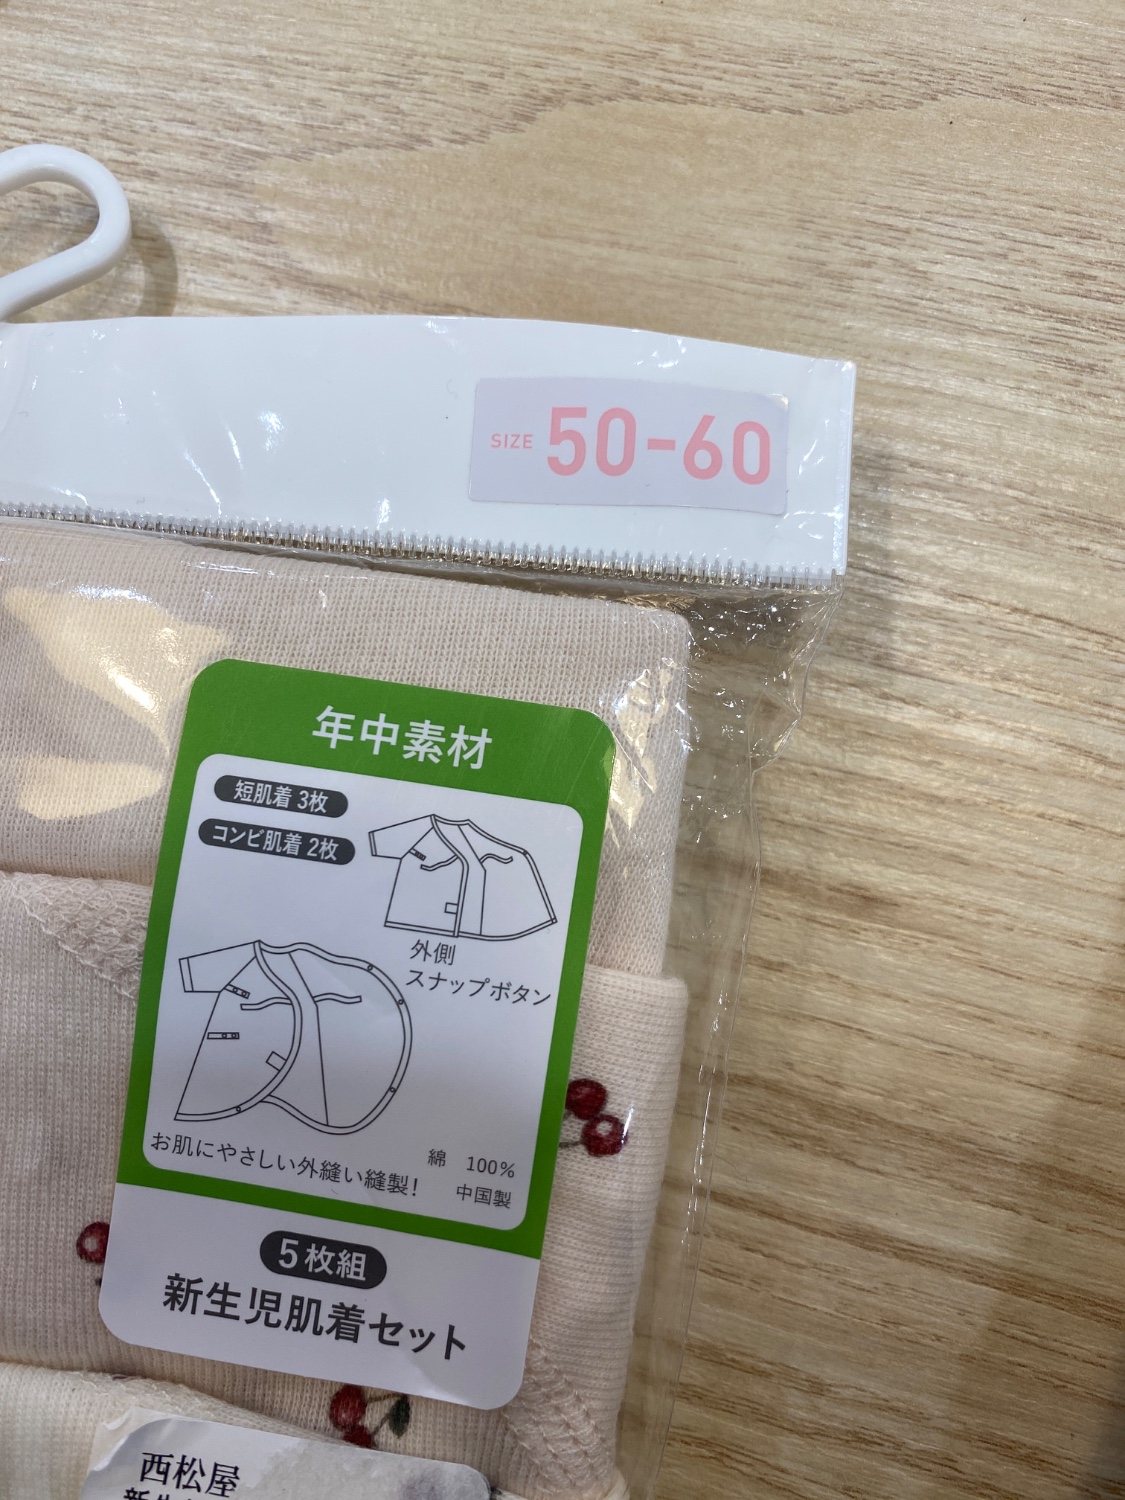 SIZE 50-60
年中素材
短肌着 3枚
コンビ肌着 2枚
外側
スナップボタン
お肌にやさしい外縫い縫製!
綿 100%
中国製
5枚組
新生児肌着セット
西松屋